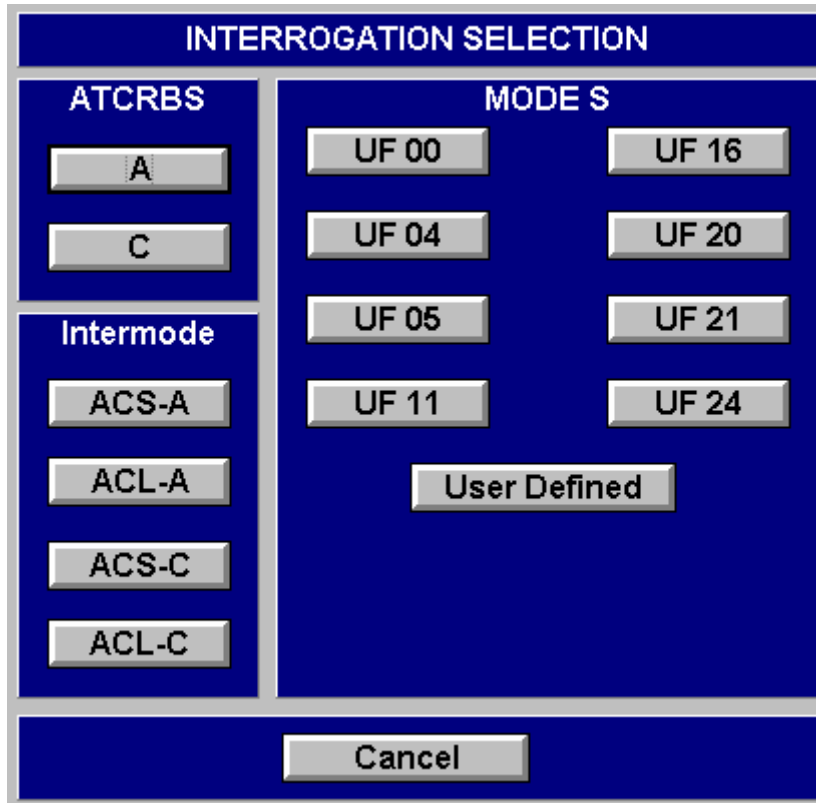 INTERROGATION SELECTION
ATCRBS
A
C
Intermode
ACS-A
ACL-A
ACS-C
ACL-C
MODE S
UF 00
UF 16
UF 04
UF 20
UF 05
UF 21
UF 11
UF 24
User Defined
Cancel